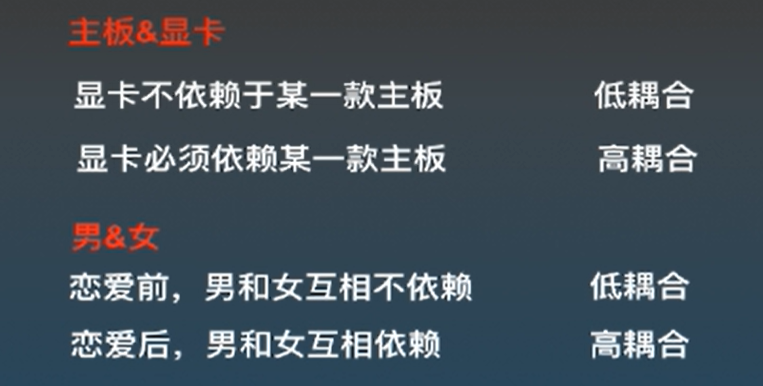 主板&显卡
显卡不依赖于某一款主板 低耦合
显卡必须依赖某一款主板 高耦合
男&女
恋爱前，男和女互相不依赖 低耦合
恋爱后，男和女互相依赖 高耦合